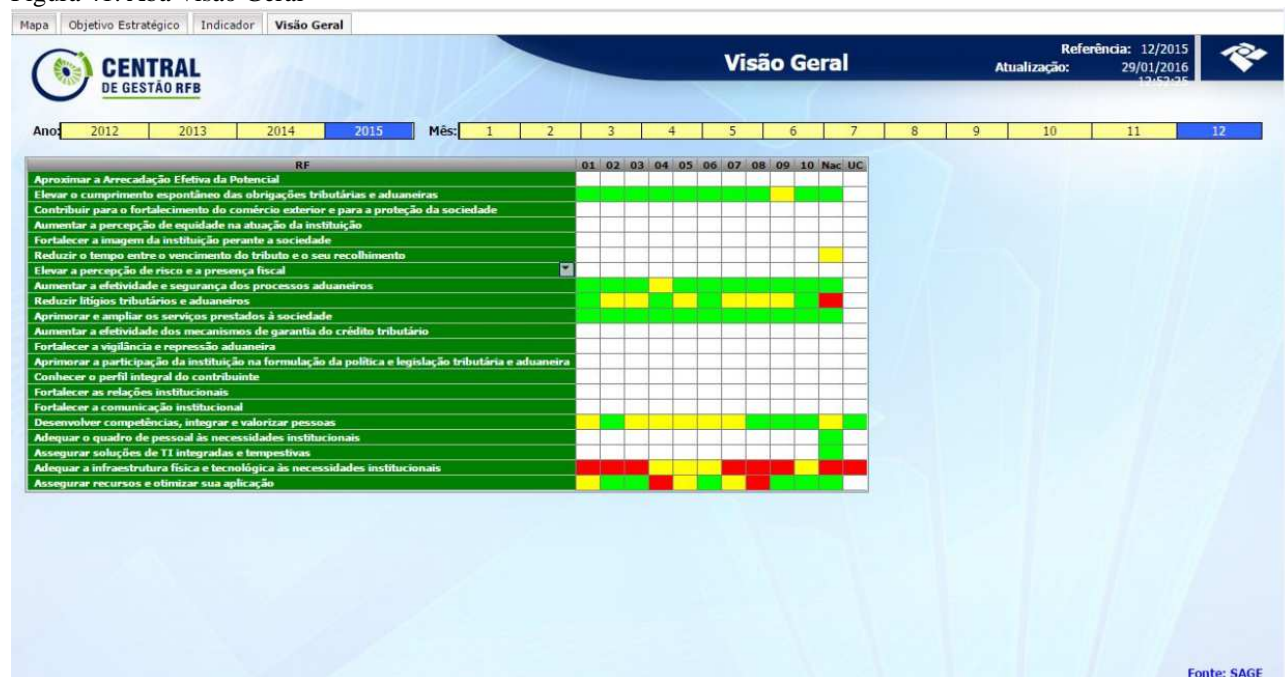 Figura 41: Aba Visão Geral
Mapa Objetivo Estratégico Indicador Visão Geral
CENTRAL
DE GESTÃO RFB
Visão Geral
Referência: 12/2015
Atualização: 29/01/2016
Ano: 2012 2013 2014 2015 Mês: 1 2 3 4 5 6 7 8 9 10 11 12
RF 01 02 03 04 05 06 07 08 09 10 Nac UC
Aproximar a Arrecadação Efetiva da Potencial
Elevar o cumprimento espontâneo das obrigações tributárias e aduaneiras
Contribuir para o fortalecimento do comércio exterior e para a proteção da sociedade
Aumentar a percepção de equidade na atuação da instituição
Fortalecer a imagem da instituição perante a sociedade
Reduzir o tempo entre o vencimento do tributo e o seu recolhimento
Elevar a percepção de risco e a presença fiscal
Aumentar a efetividade e segurança dos processos aduaneiros
Reduzir litígios tributários e aduaneiros
Aprimorar e ampliar os serviços prestados à sociedade
Aumentar a efetividade dos mecanismos de garantia do crédito tributário
Fortalecer a vigilância e repressão aduaneira
Aprimorar a participação da instituição na formulação da política e legislação tributária e aduaneira
Conhecer o perfil integral do contribuinte
Fortalecer as relações institucionais
Fortalecer a comunicação institucional
Desenvolver competências, integrar e valorizar pessoas
Adequar o quadro de pessoal às necessidades institucionais
Assegurar soluções de TI integradas e tempestivas
Adequar a infraestrutura física e tecnológica às necessidades institucionais
Assegurar recursos e otimizar sua aplicação
Fonte: SAGE